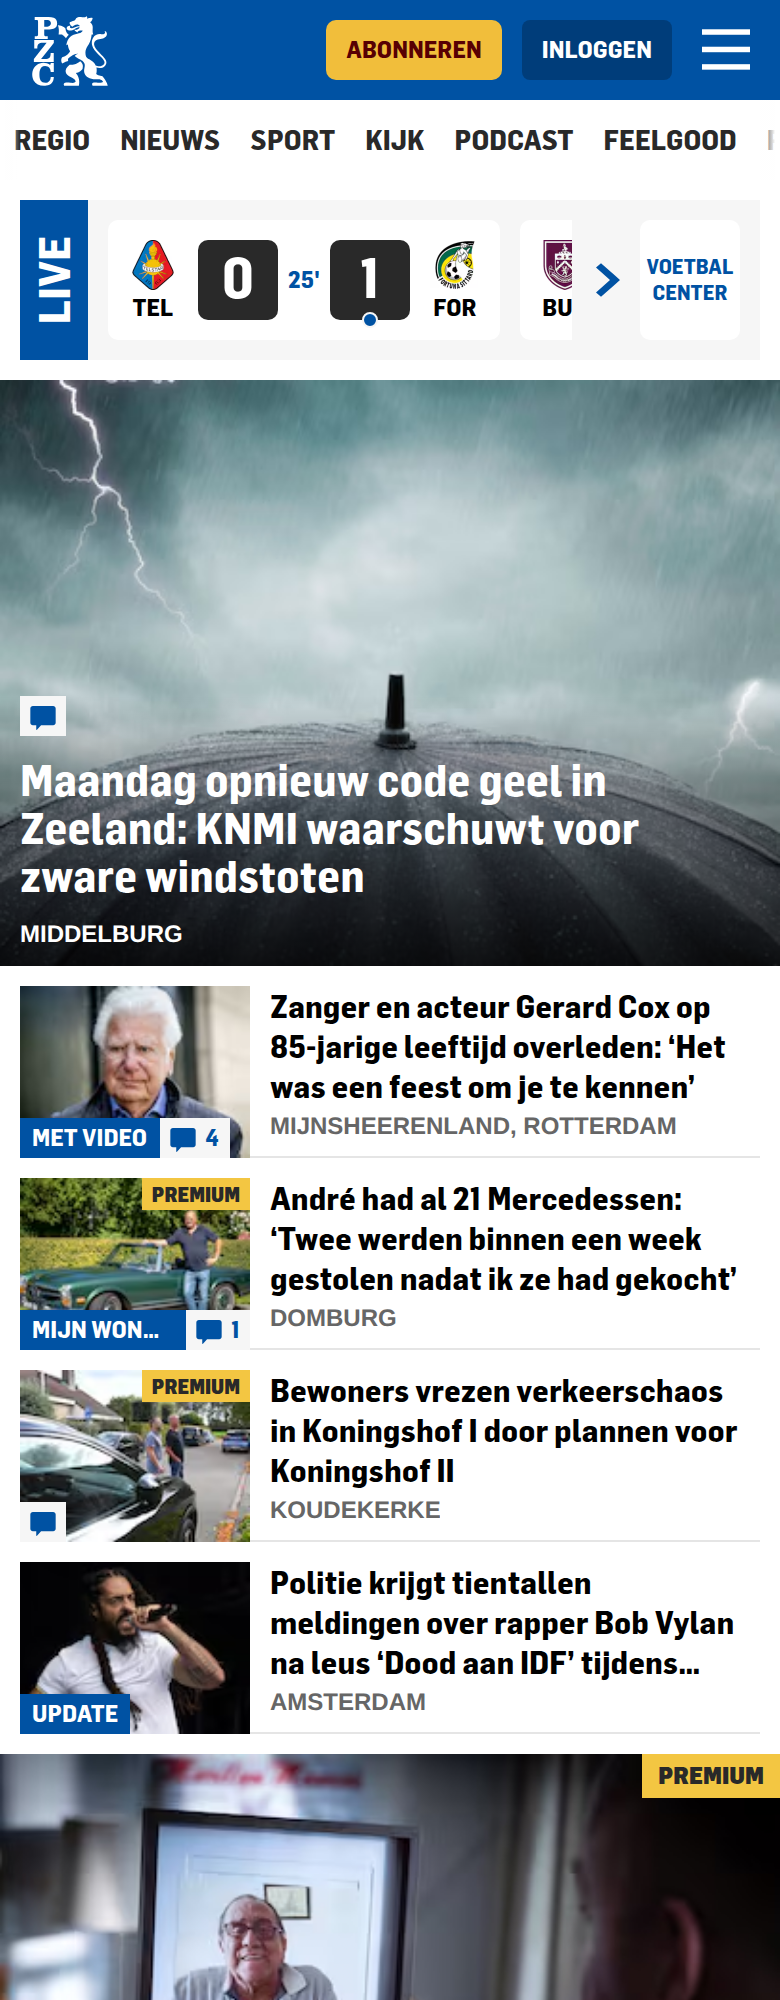 PZC
ABONNEREN
INLOGGEN
REGIO NIEUWS SPORT KIJK PODCAST FEELGOOD
LIVE
TEL
0
25'
1
FOR
BU
VOETBAL
CENTER
Maandag opnieuw code geel in
Zeeland: KNMI waarschuwt voor
zware windstoten
MIDDELBURG
Zanger en acteur Gerard Cox op
85-jarige leeftijd overleden: ‘Het
was een feest om je te kennen’
MIJNSHEERENLAND, ROTTERDAM
MET VIDEO
4
PREMIUM
André had al 21 Mercedessen:
‘Twee werden binnen een week
gestolen nadat ik ze had gekocht’
DOMBURG
MIJN WON...
1
PREMIUM
Bewoners vrezen verkeerschaos
in Koningshof I door plannen voor
Koningshof II
KOUDEKERKE
Politie krijgt tientallen
meldingen over rapper Bob Vylan
na leus ‘Dood aan IDF’ tijdens...
AMSTERDAM
UPDATE
PREMIUM